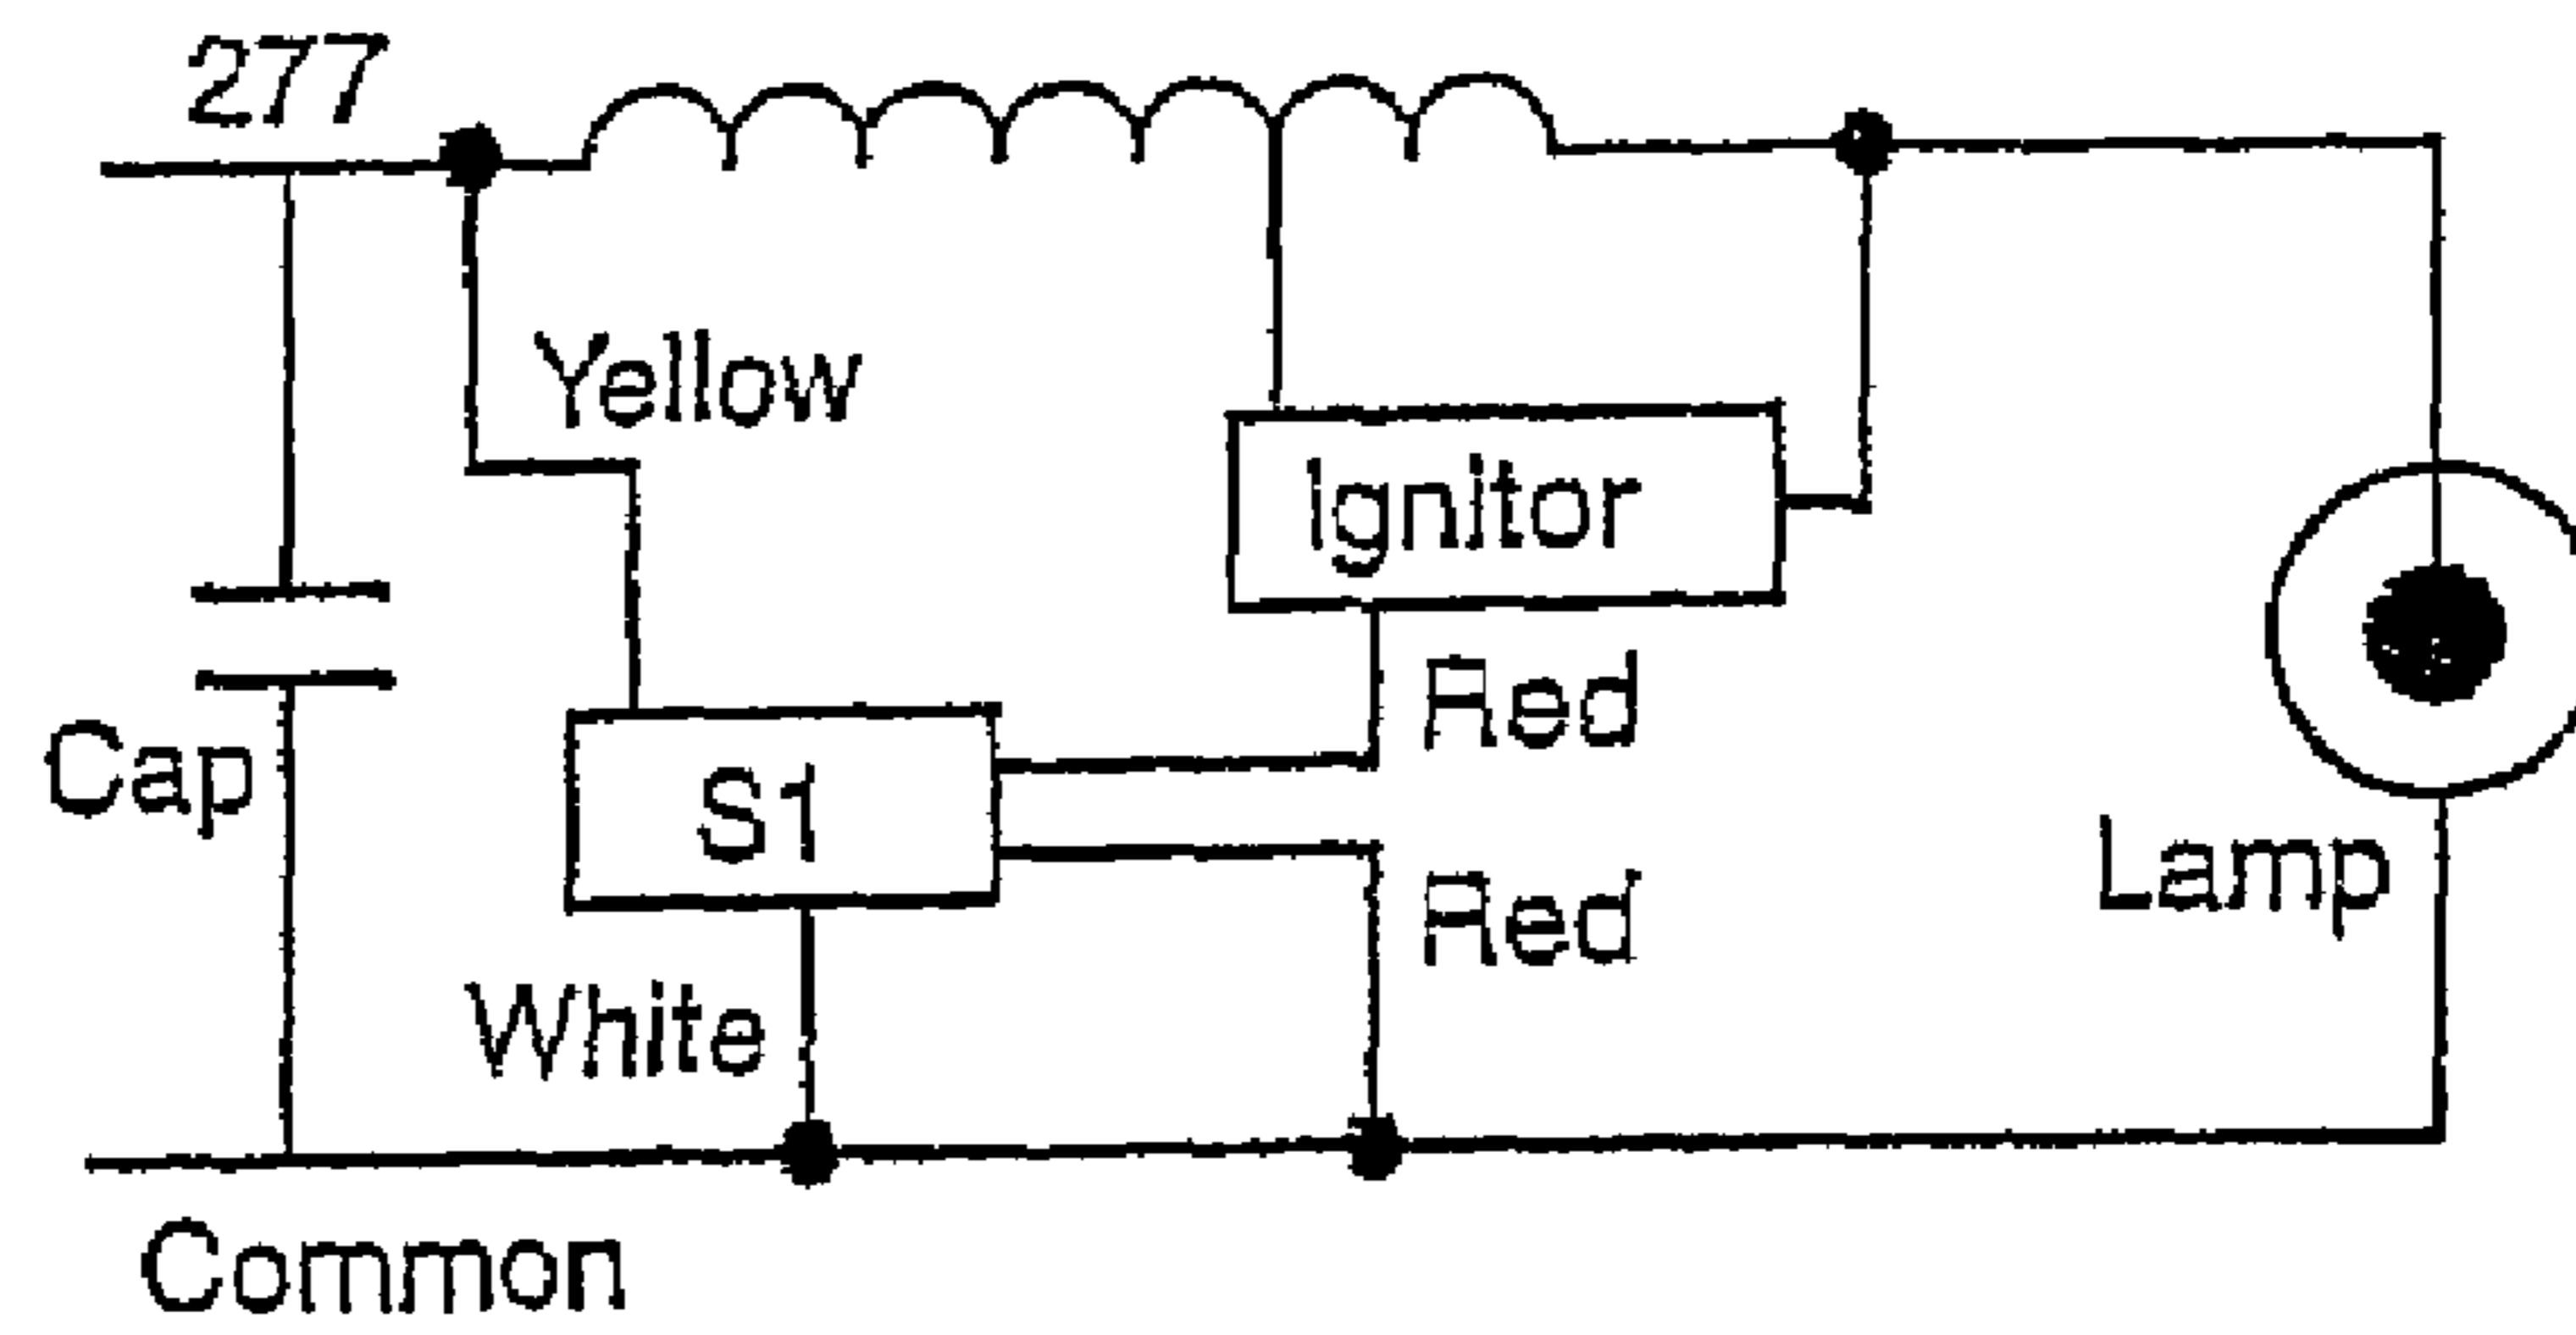 277
Yellow
Ignitor
Red
Cap
S1
Lamp
Red
White
Common